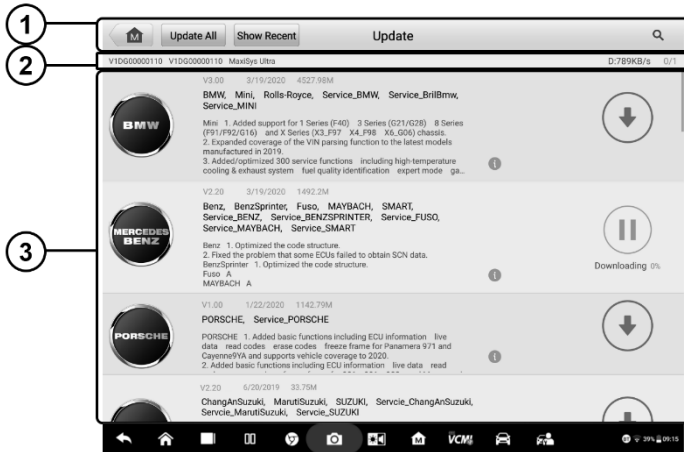 1
Update All
Show Recent
Update
2
V1DG00000110 V1DG00000110 MaxiSys Ultra
D:789KB/s 0/1
3
V3.00 3/19/2020 4527.98M
BMW
BMW, Mini, Rolls-Royce, Service_BMW, Service_BrilBmw,
Service_MINI
Mini 1. Added support for 1 Series (F40) 3 Series (G21/G28) 8 Series
(F91/F92/G16) and X Series (X3_F97 X4_F98 X6_G06) chassis.
2. Expanded coverage of the VIN parsing function to the latest models
manufactured in 2019.
3. Added/optimized 300 service functions including high-temperature
cooling & exhaust system fuel quality identification expert mode ga...
V2.20 3/19/2020 1492.2M
MERCEDES
BENZ
Benz, BenzSprinter, Fuso, MAYBACH, SMART,
Service_BENZ, Service_BENZSPRINTER, Service_FUSO,
Service_MAYBACH, Service_SMART
Benz 1. Optimized the code structure.
2. Fixed the problem that some ECUs failed to obtain SCN data.
BenzSprinter 1. Optimized the code structure.
Fuso A
MAYBACH A
Downloading 0%
V1.00 1/22/2020 1142.79M
PORSCHE
PORSCHE, Service_PORSCHE
PORSCHE 1. Added basic functions including ECU information live
data read codes erase codes freeze frame for Panamera 971 and
Cayenne9YA and supports vehicle coverage to 2020.
2. Added basic functions including ECU information live data read
V2.20 6/20/2019 33.75M
ChangAnSuzuki, MarutiSuzuki, SUZUKI, Servcie_ChangAnSuzuki,
Servcie_MarutiSuzuki, Servcie_SUZUKI
VCMI
39% 09:15